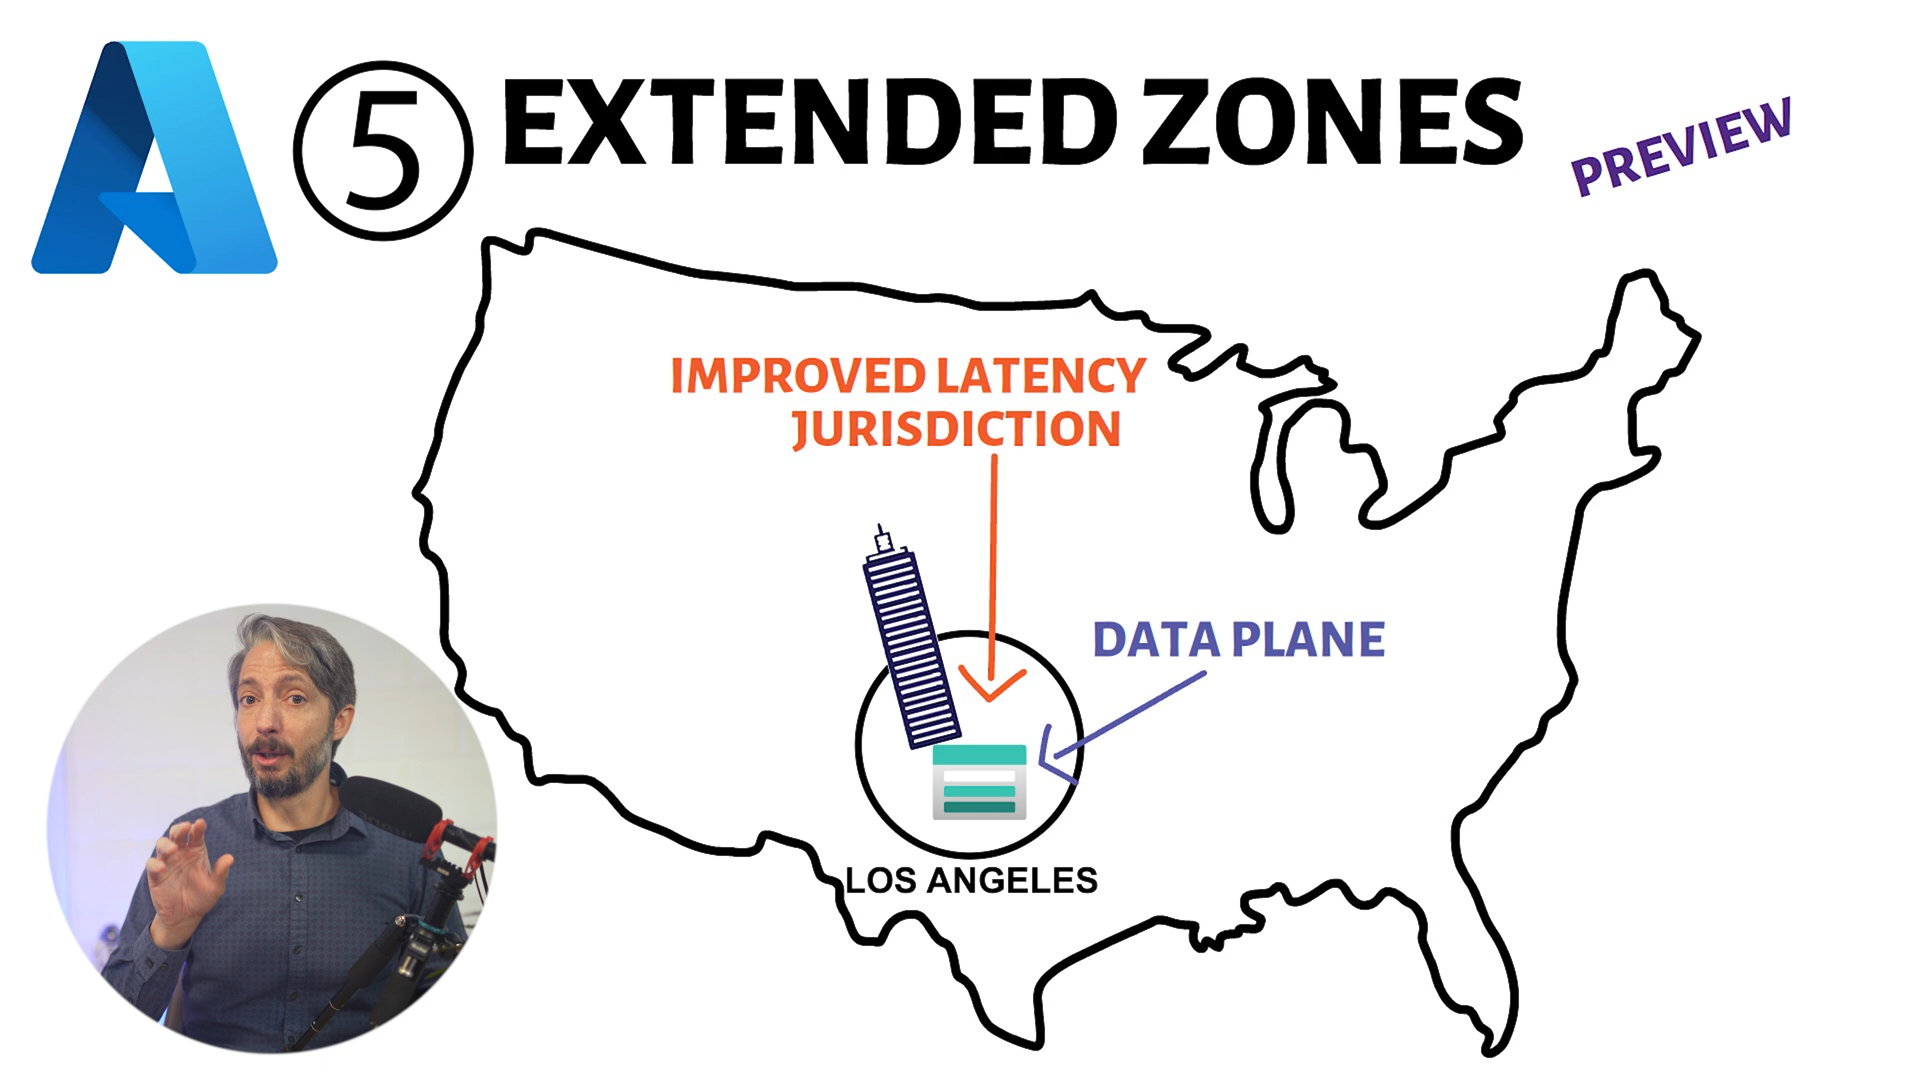 5 EXTENDED ZONES
PREVIEW
IMPROVED LATENCY
JURISDICTION
DATA PLANE
LOS ANGELES